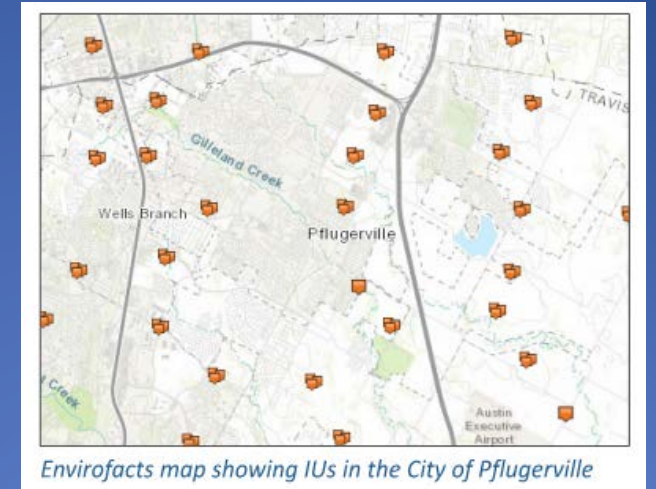 TRAVIS
Gilleland Creek
Wells Branch
Pflugerville
Creek
Austin
Executive
Airport
Envirofacts map showing IUs in the City of Pflugerville